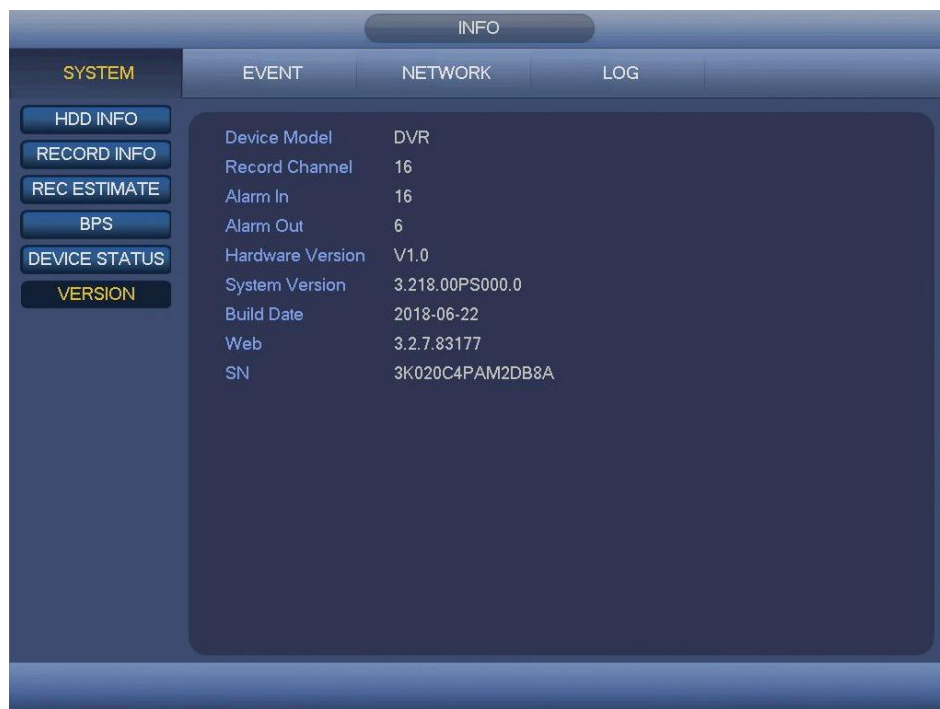 INFO
SYSTEM EVENT NETWORK LOG
HDD INFO
RECORD INFO
REC ESTIMATE
BPS
DEVICE STATUS
VERSION
Device Model DVR
Record Channel 16
Alarm In 16
Alarm Out 6
Hardware Version V1.0
System Version 3.218.00PS000.0
Build Date 2018-06-22
Web 3.2.7.83177
SN 3K020C4PAM2DB8A